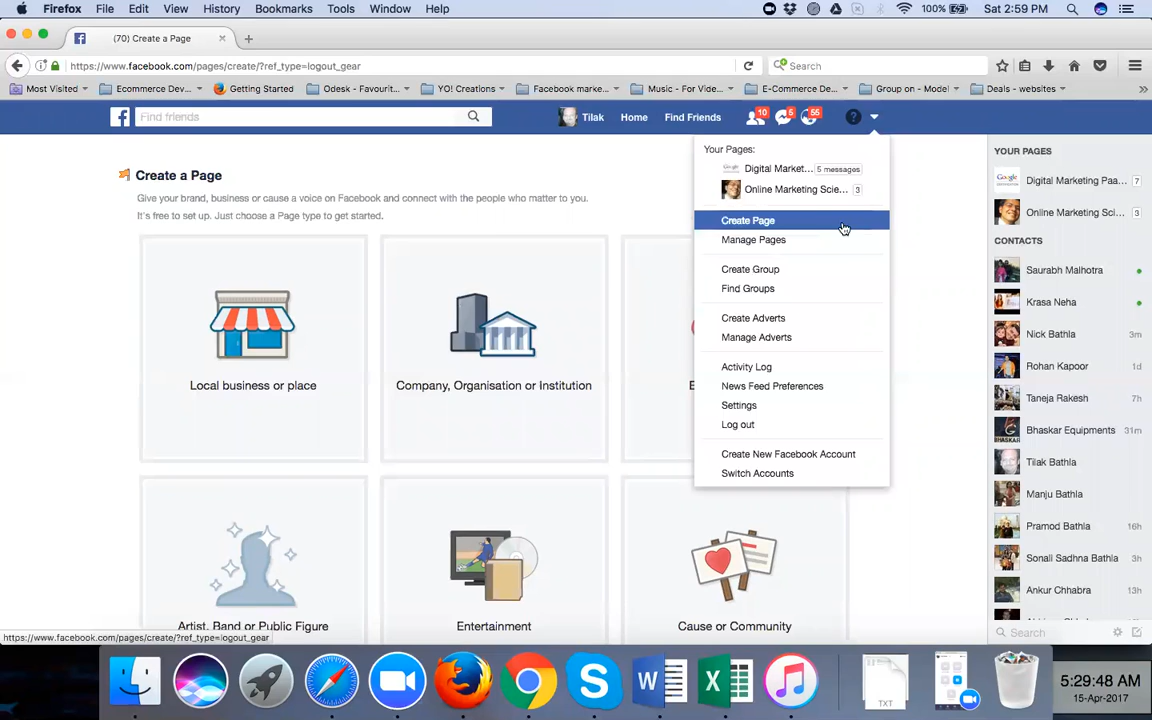 Firefox File Edit View History Bookmarks Tools Window Help 100% Sat 2:59 PM
(70) Create a Page
https://www.facebook.com/pages/create/?ref_type=logout_gear Search
Most Visited Ecommerce Dev... Getting Started Odesk - Favourit... YO! Creations Facebook marke... Music - For Vide... E-Commerce De... Group on - Model Deals - websites
Find friends Tilak Home Find Friends 10 5 55
Your Pages:
Digital Market... 5 messages
Online Marketing Scie... 3
Create Page
Manage Pages
Create Group
Find Groups
Create Adverts
Manage Adverts
Activity Log
News Feed Preferences
Settings
Log out
Create New Facebook Account
Switch Accounts
Create a Page
Give your brand, business or cause a voice on Facebook and connect with the people who matter to you.
It's free to set up. Just choose a Page type to get started.
Local business or place
Company, Organisation or Institution
Artist, Band or Public Figure
Entertainment
Cause or Community
YOUR PAGES
Google
Digital Marketing Paa... 7
Online Marketing Sci... 3
CONTACTS
Saurabh Malhotra
Krasa Neha
Nick Bathla 3m
Rohan Kapoor 7m
Taneja Rakesh 7h
BHASKAR
Bhaskar Equipments 31m
Tilak Bathla
Manju Bathla
Pramod Bathla 16h
Sonali Sadhna Bathla 3h
Ankur Chhabra 13h
Search
https://www.facebook.com/pages/create/?ref_type=logout_gear
TXT
5:29:48 AM
15-Apr-2017